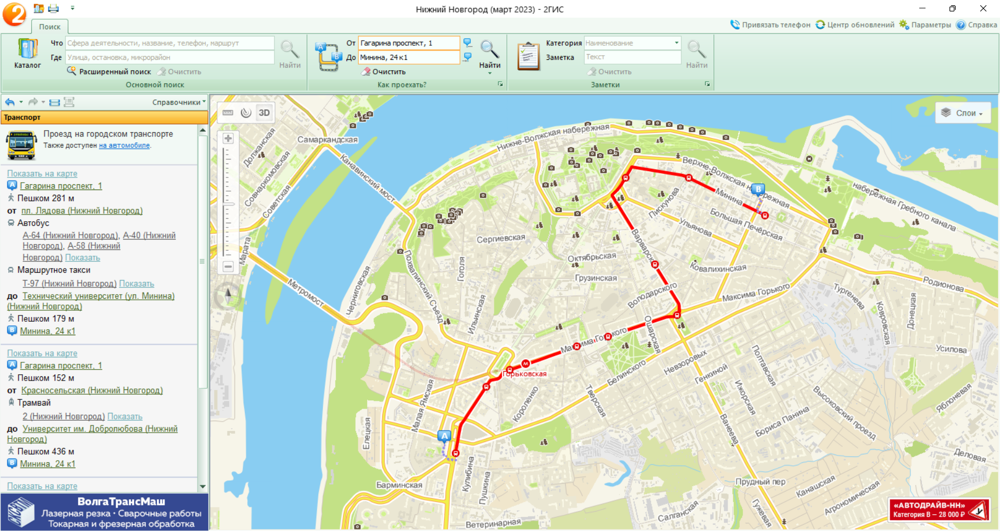 Нижний Новгород (март 2023) - 2ГИС
Поиск
Привязать телефон
Центр обновлений
Параметры
Справка
Каталог
Что
Сфера деятельности, название, телефон, маршрут
Где
Улица, остановка, микрорайон
Расширенный поиск
Очистить
Найти
Основной поиск
От
Гагарина проспект, 1
До
Минина, 24 к1
Очистить
Найти
Как проехать?
Категория
Наименование
Заметка
Текст
Очистить
Найти
Заметки
Справочники
Транспорт
Проезд на городском транспорте
Также доступен на автомобиле.
Показать на карте
A Гагарина проспект, 1
Пешком 281 м
от пл. Лядова (Нижний Новгород)
Автобус
А-64 (Нижний Новгород), А-40 (Нижний
Новгород), А-58 (Нижний
Новгород) Показать
Маршрутное такси
Т-97 (Нижний Новгород) Показать
до Технический университет (ул. Минина)
(Нижний Новгород)
Пешком 179 м
B Минина, 24 к1
Показать на карте
A Гагарина проспект, 1
Пешком 152 м
от Красносельская (Нижний Новгород)
Трамвай
2 (Нижний Новгород) Показать
до Университет им. Добролюбова (Нижний
Новгород)
Пешком 436 м
B Минина, 24 к1
Показать на карте
ВолгаТрансМаш
Лазерная резка · Сварочные работы
Токарная и фрезерная обработка
3D
Слои
Должанская
Самаркандская
Нижне-Волжская набережная
Канавинский мост
Совнаркомовская
Советская
Верхне-Волжская набережная
B
Минина
набережная Гребного канала
Пискунова
Большая Печёрская
Ульянова
Марата
Сергиевская
Варварская
Октябрьская
Гоголя
Похвалинский Съезд
Ковалихинская
Грузинская
Метромост
Черниговская
Родионова
Володарского
Максима Горького
Тургенева
Ковровская
Донецкая
Ильинская
Ошарская
Максима Горького
Усилова
Полтавская
Невзоровых
Белинского
Генкиной
М
Горьковская
Малая Ямская
Короленко
Тверская
Ижорская
Высоковский проезд
Яблоневая
Бориса Панина
Ванеева
Елецкая
A
Деловая
Кулибина
Пушкина
Барминская
Прудный пер
Канашская
Агрономическая
Салганская
Гужевая
Ветеринарная
«АВТОДРАЙВ-НН»
Категория В — 28 000 ₽